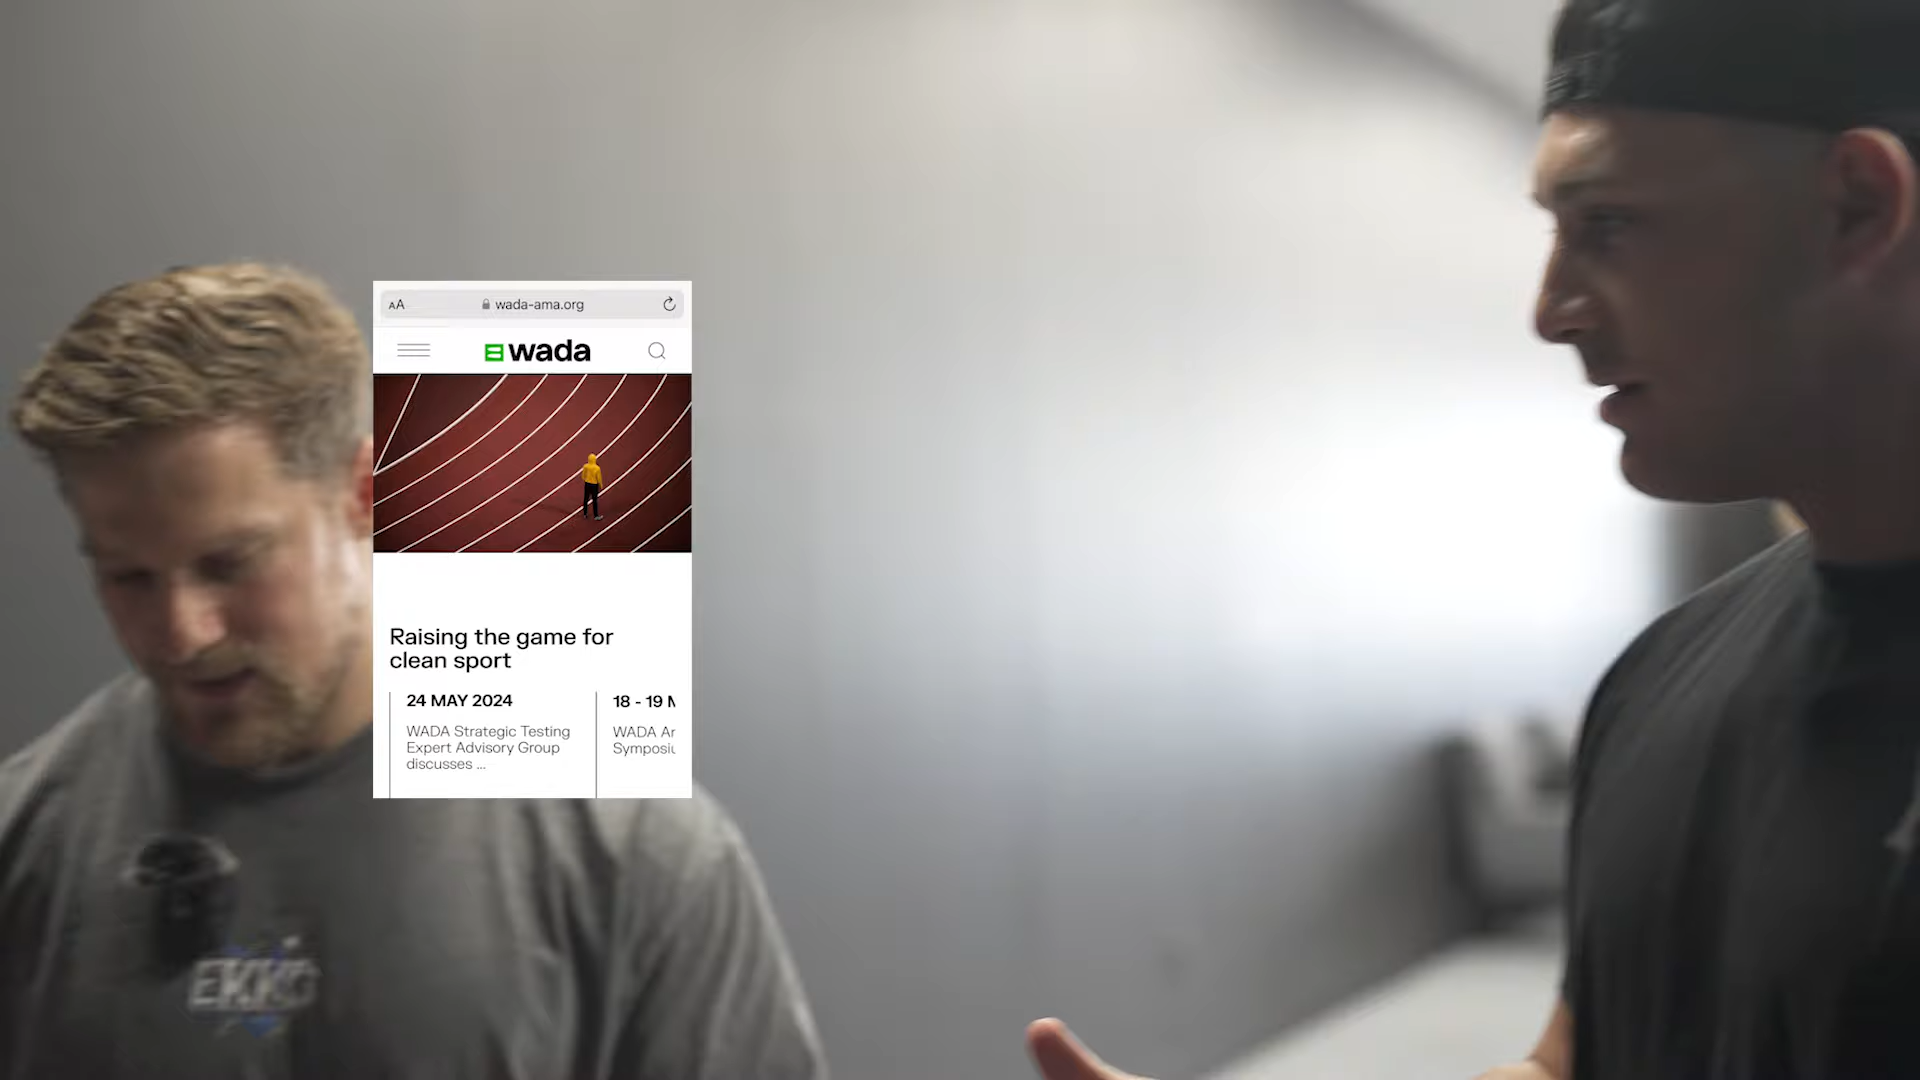 AA
wada-ama.org
wada
Raising the game for
clean sport
24 MAY 2024
WADA Strategic Testing
Expert Advisory Group
discusses ...
18 - 19
WADA